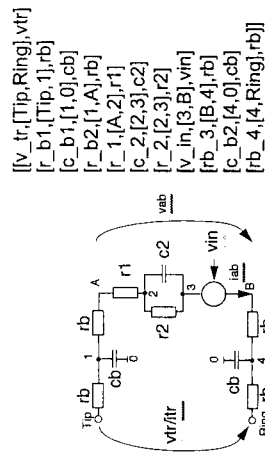 [[v_tr,[Tip,Ring],vtr]
[r_b1,[Tip,1],rb]
[c_b1,[1,0],cb]
[r_b2,[1,A],rb]
[r_1,[A,2],r1]
[c_2,[2,3],c2]
[r_2,[2,3],r2]
[v_in,[3,B],vin]
[rb_3,[B,4],rb]
[c_b2,[4,0],cb]
[rb_4,[4,Ring],rb]]
vab
A
r1
c2
2
r2
3
vin
iab
B
rb
1
cb
0
rb
Tip
vtr/itr
rb
0
cb
4
rb
Ring